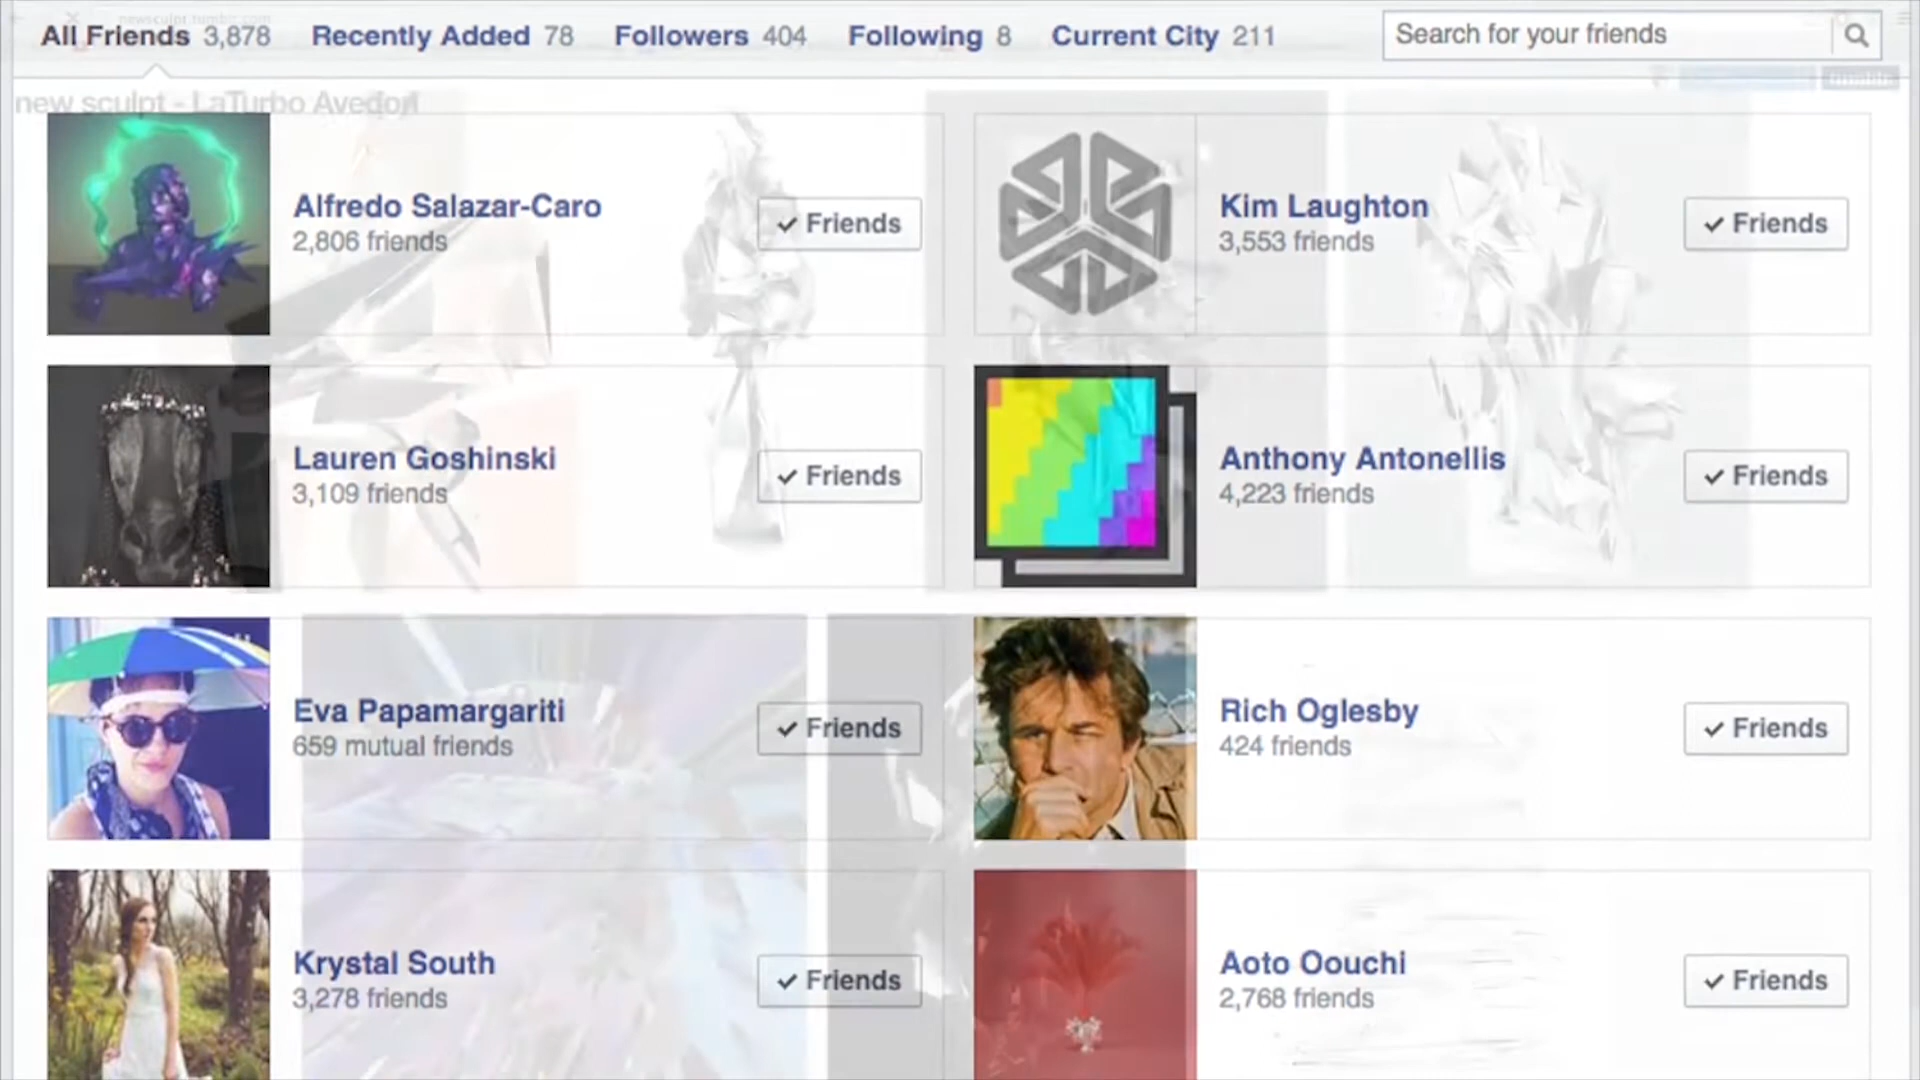 newsculpt.tumblr.com
All Friends 3,878 Recently Added 78 Followers 404 Following 8 Current City 211 Search for your friends
new sculpt - LaTurbo Avedon
Alfredo Salazar-Caro
2,806 friends
✓ Friends
Kim Laughton
3,553 friends
✓ Friends
Lauren Goshinski
3,109 friends
✓ Friends
Anthony Antonellis
4,223 friends
✓ Friends
Eva Papamargariti
659 mutual friends
✓ Friends
Rich Oglesby
424 friends
✓ Friends
Krystal South
3,278 friends
✓ Friends
Aoto Oouchi
2,768 friends
✓ Friends